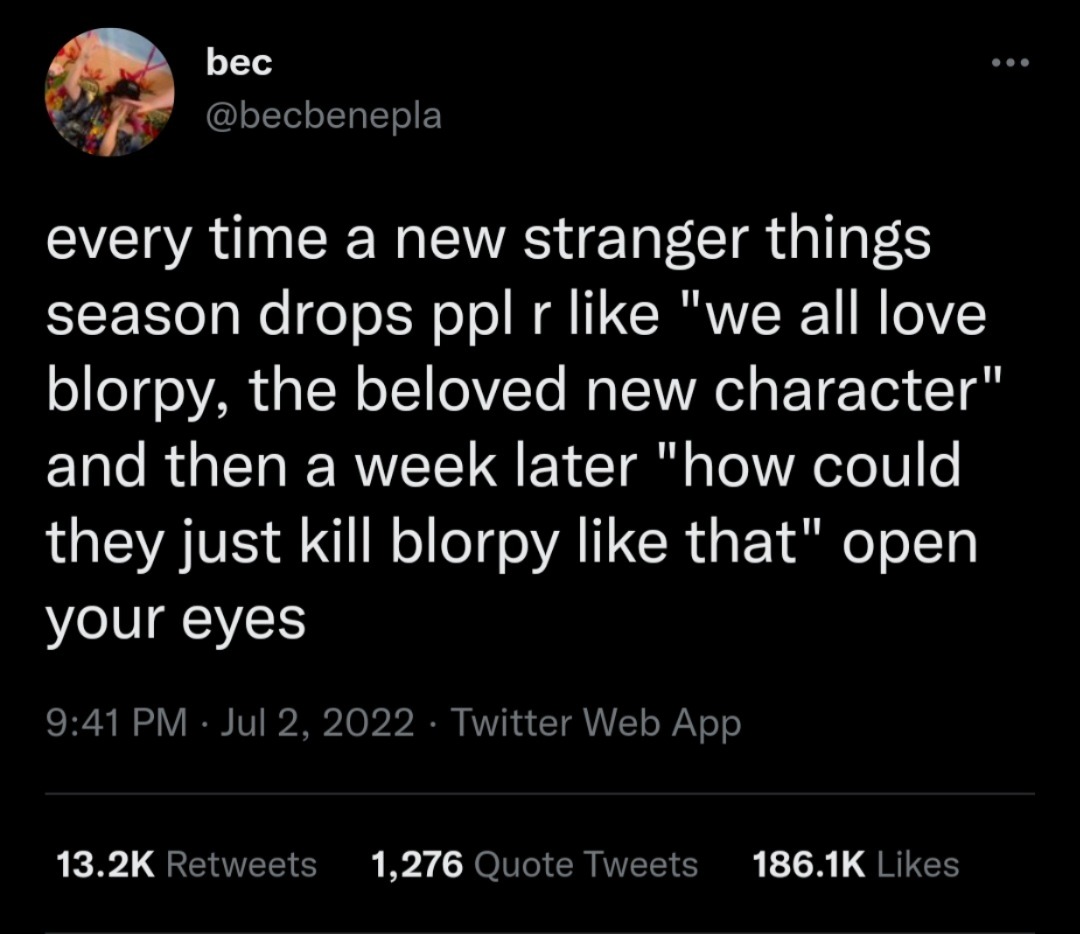 bec
@becbenepla
every time a new stranger things
season drops ppl r like "we all love
blorpy, the beloved new character"
and then a week later "how could
they just kill blorpy like that" open
your eyes
9:41 PM · Jul 2, 2022 · Twitter Web App
13.2K Retweets 1,276 Quote Tweets 186.1K Likes